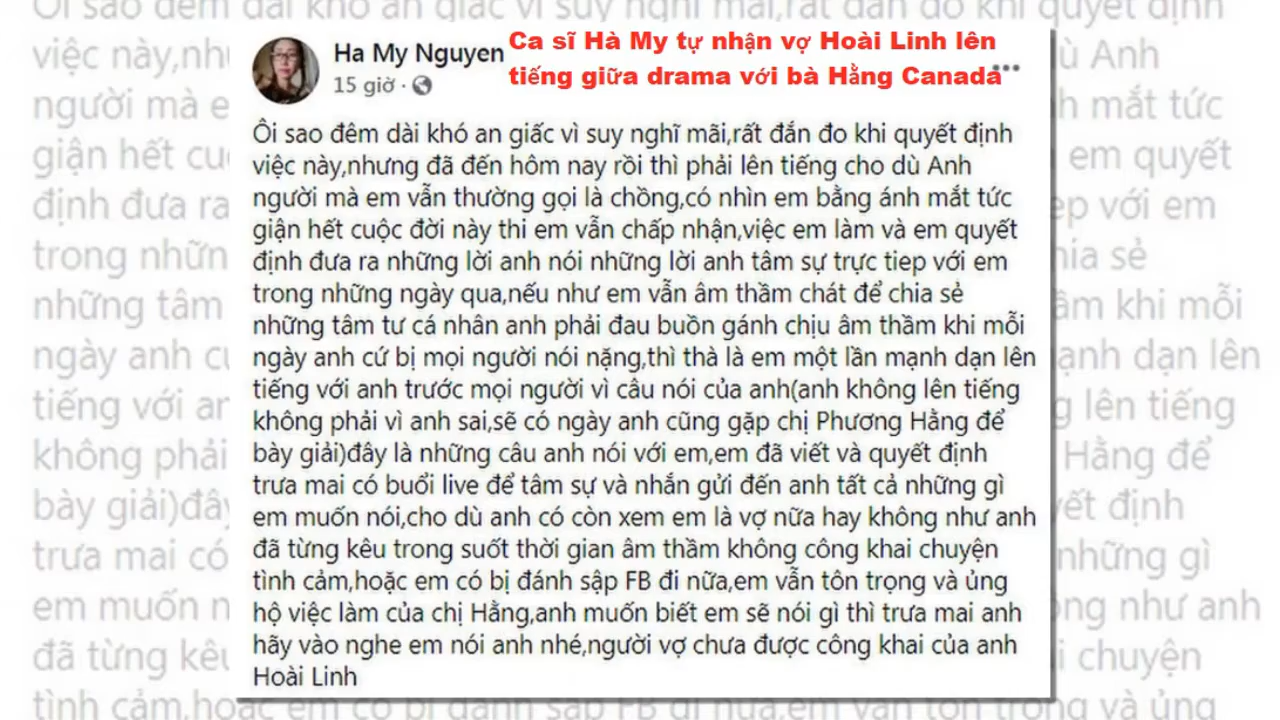 Ha My Nguyen
15 giờ
Ca sĩ Hà My tự nhận vợ Hoài Linh lên
tiếng giữa drama với bà Hằng Canada
Ôi sao đêm dài khó an giấc vì suy nghĩ mãi,rất đắn đo khi quyết định
việc này,nhưng đã đến hôm nay rồi thì phải lên tiếng cho dù Anh
người mà em vẫn thường gọi là chồng,có nhìn em bằng ánh mắt tức
giận hết cuộc đời này thi em vẫn chấp nhận,việc em làm và em quyết
định đưa ra những lời anh nói những lời anh tâm sự trực tiep với em
trong những ngày qua,nếu như em vẫn âm thầm chát để chia sẻ
những tâm tư cá nhân anh phải đau buồn gánh chịu âm thầm khi mỗi
ngày anh cứ bị mọi người nói nặng,thì thà là em một lần mạnh dạn lên
tiếng với anh trước mọi người vì câu nói của anh(anh không lên tiếng
không phải vì anh sai,sẽ có ngày anh cũng gặp chị Phương Hằng để
bày giải)đây là những câu anh nói với em,em đã viết và quyết định
trưa mai có buổi live để tâm sự và nhắn gửi đến anh tất cả những gì
em muốn nói,cho dù anh có còn xem em là vợ nữa hay không như anh
đã từng kêu trong suốt thời gian âm thầm không công khai chuyện
tình cảm,hoặc em có bị đánh sập FB đi nữa,em vẫn tôn trọng và ủng
hộ việc làm của chị Hằng,anh muốn biết em sẽ nói gì thì trưa mai anh
hãy vào nghe em nói anh nhé,người vợ chưa được công khai của anh
Hoài Linh